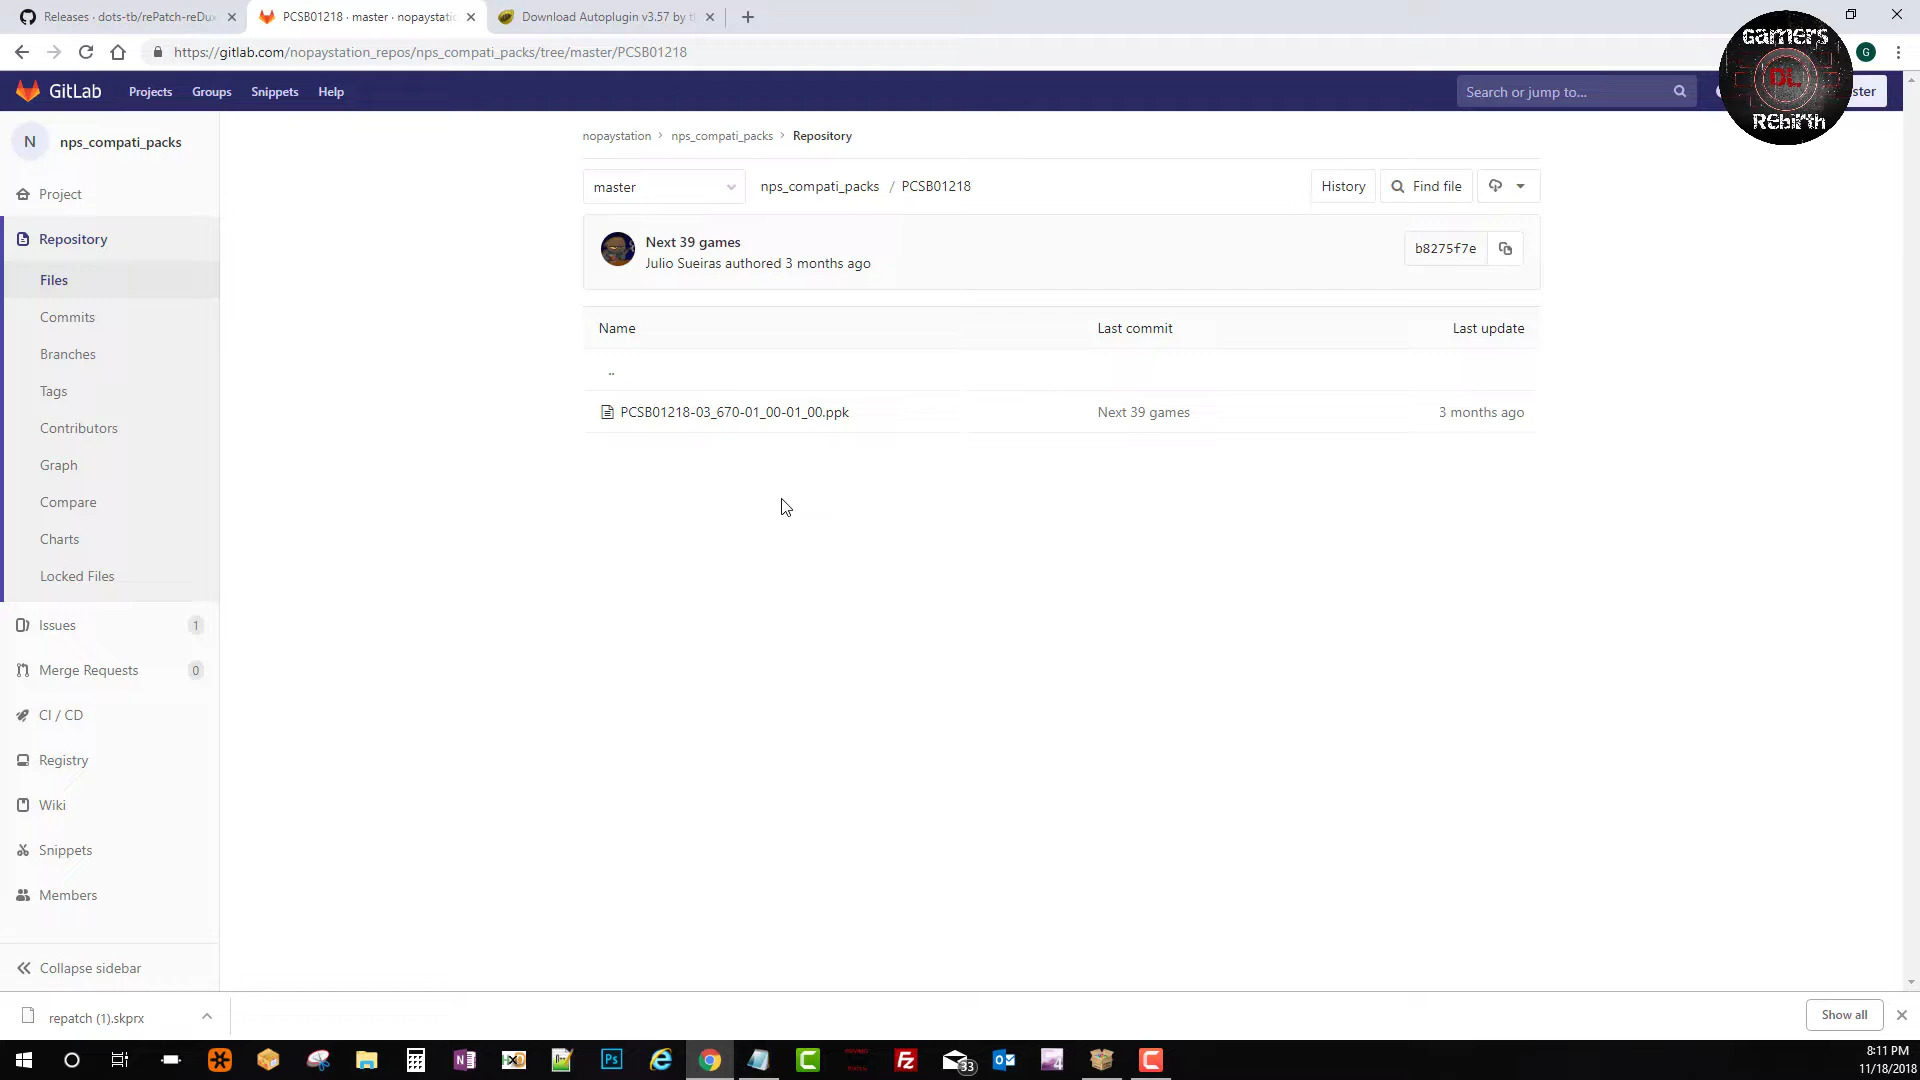 Releases · dots-tb/rePatch-reDux
PCSB01218 · master · nopaystatio
Download Autoplugin v3.57 by t
https://gitlab.com/nopaystation_repos/nps_compati_packs/tree/master/PCSB01218
G
GamERS
DL
REbirth
GitLab
Projects
Groups
Snippets
Help
Search or jump to...
ster
N
nps_compati_packs
Project
Repository
Files
Commits
Branches
Tags
Contributors
Graph
Compare
Charts
Locked Files
Issues 1
Merge Requests 0
CI / CD
Registry
Wiki
Snippets
Members
Collapse sidebar
nopaystation > nps_compati_packs > Repository
master
nps_compati_packs / PCSB01218
History
Find file
Next 39 games
Julio Sueiras authored 3 months ago
b8275f7e
Name Last commit Last update
..
PCSB01218-03_670-01_00-01_00.ppk Next 39 games 3 months ago
repatch (1).skprx
Show all
Ps
33
4
8:11 PM
11/18/2018